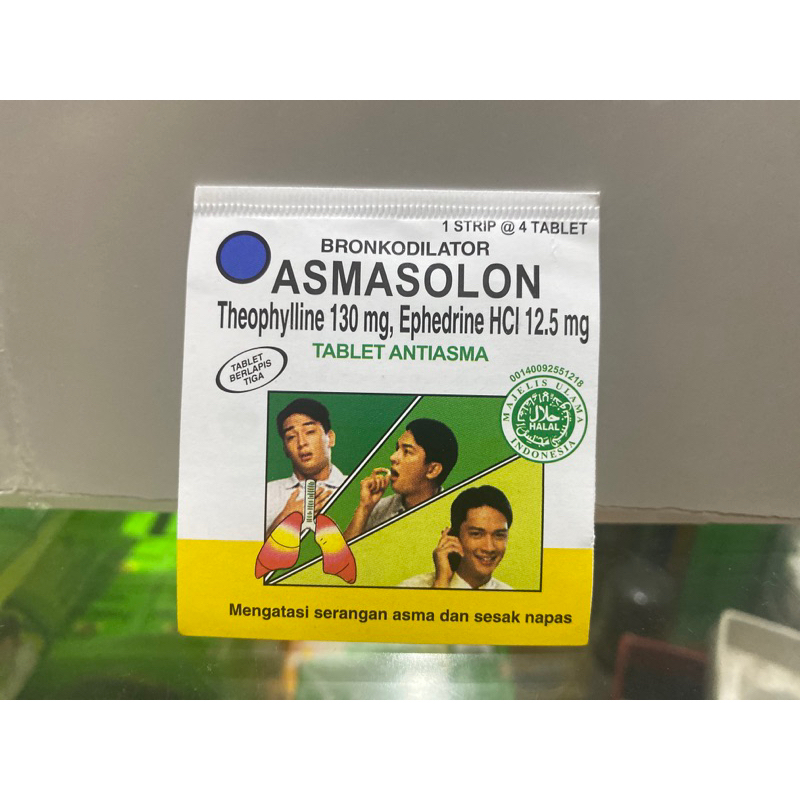 1 STRIP @ 4 TABLET
BRONKODILATOR
ASMASOLON
Theophylline 130 mg, Ephedrine HCl 12.5 mg
TABLET ANTIASMA
TABLET
BERLAPIS
TIGA
00140092551218
MAJELIS ULAMA
حلال
HALAL
INDONESIA
Mengatasi serangan asma dan sesak napas